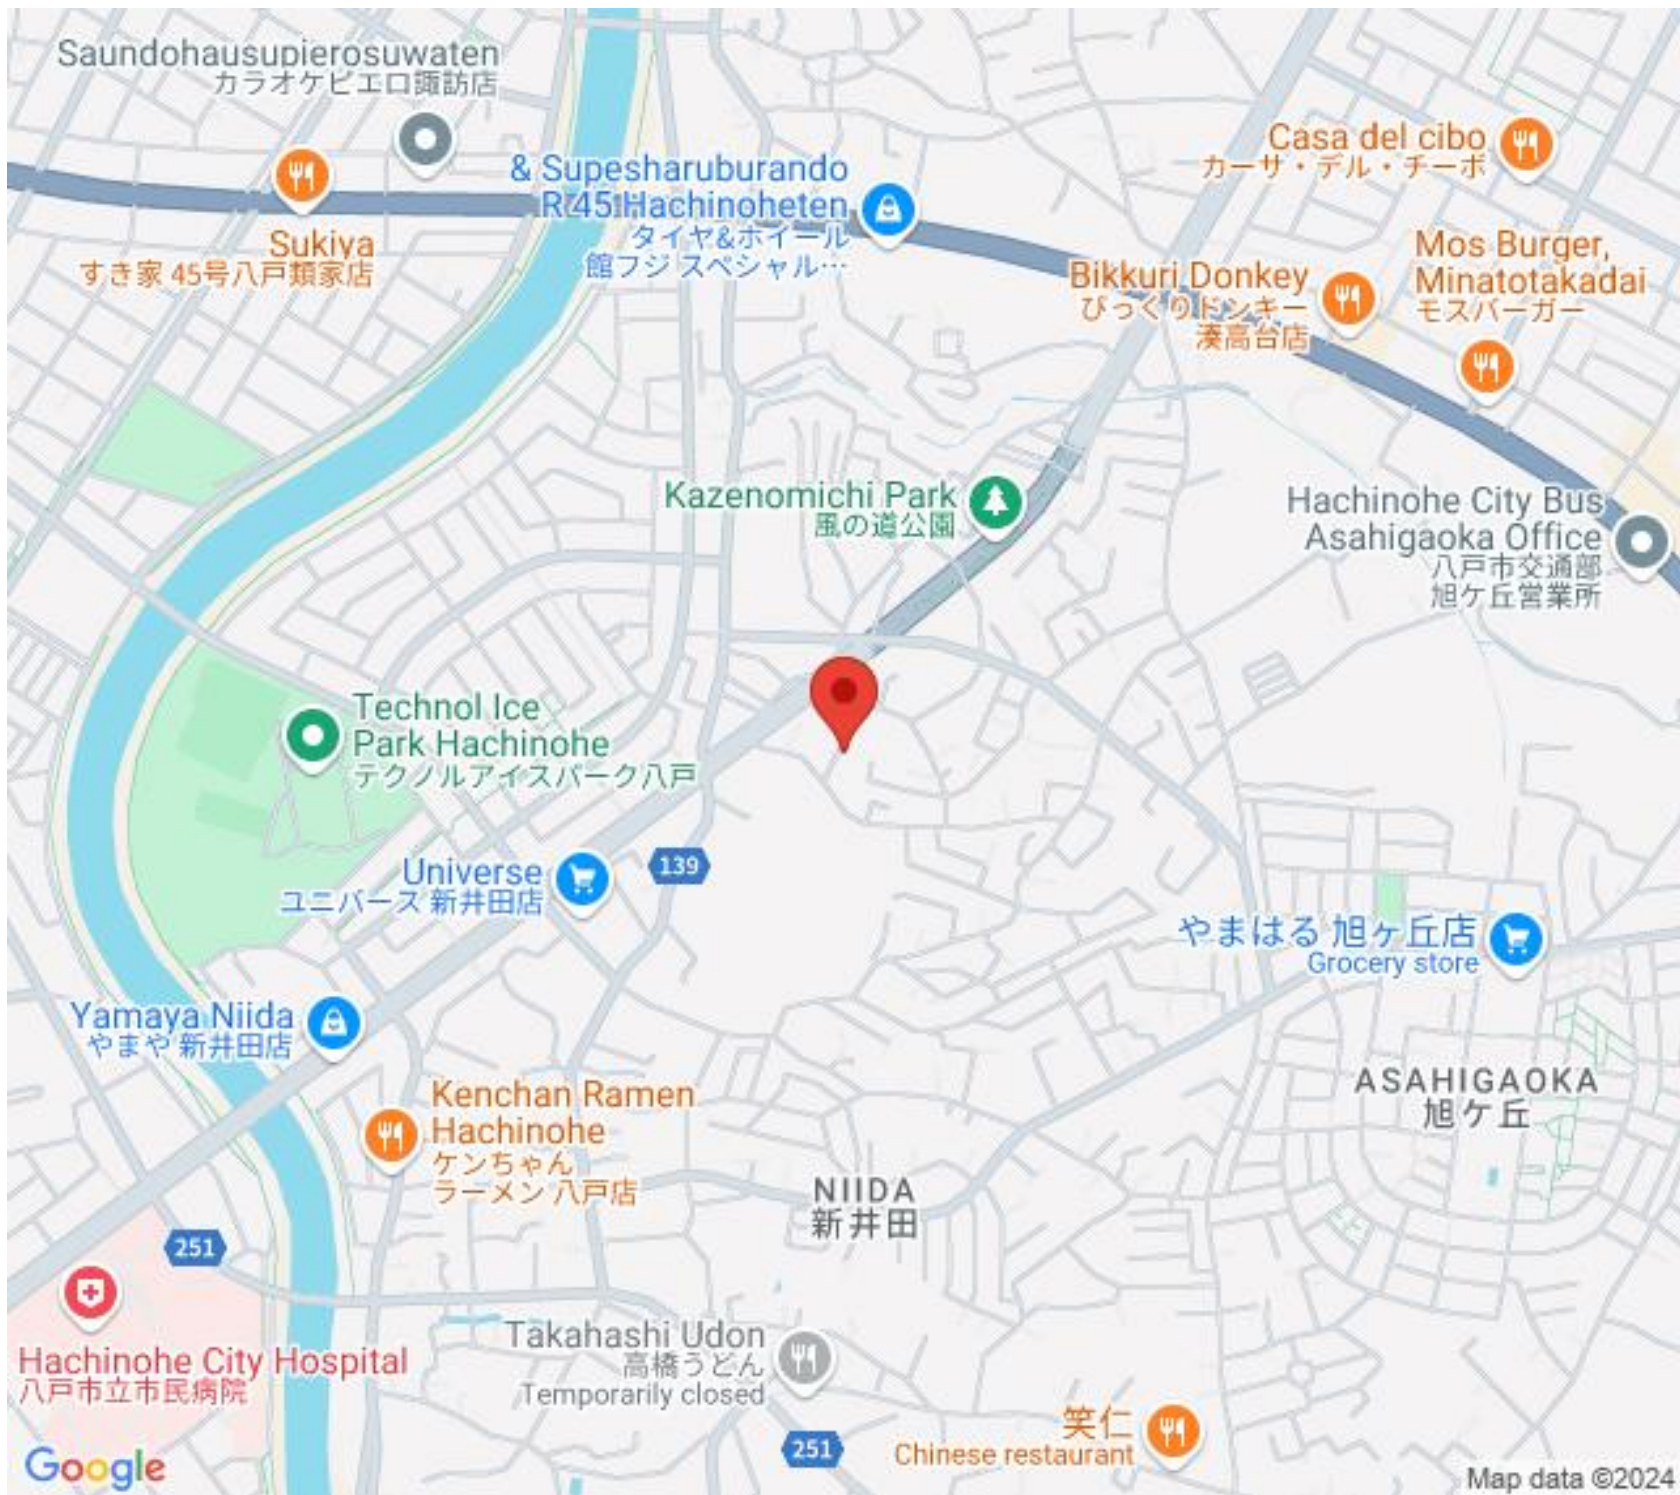 Saundohausupierosuwaten
カラオケピエロ諏訪店
Casa del cibo
カーサ・デル・チーボ
& Supesharuburando
R 45 Hachinoheten
タイヤ&ホイール
館フジ スペシャル…
Sukiya
すき家 45号八戸類家店
Mos Burger,
Minatotakadai
モスバーガー
Bikkuri Donkey
びっくりドンキー
湊高台店
Kazenomichi Park
風の道公園
Hachinohe City Bus
Asahigaoka Office
八戸市交通部
旭ケ丘営業所
Technol Ice
Park Hachinohe
テクノルアイスパーク八戸
Universe
ユニバース 新井田店
139
やまはる 旭ヶ丘店
Grocery store
Yamaya Niida
やまや 新井田店
ASAHIGAOKA
旭ケ丘
Kenchan Ramen
Hachinohe
ケンちゃん
ラーメン 八戸店
NIIDA
新井田
251
Hachinohe City Hospital
八戸市立市民病院
Takahashi Udon
高橋うどん
Temporarily closed
笑仁
Chinese restaurant
251
Google
Map data ©2024